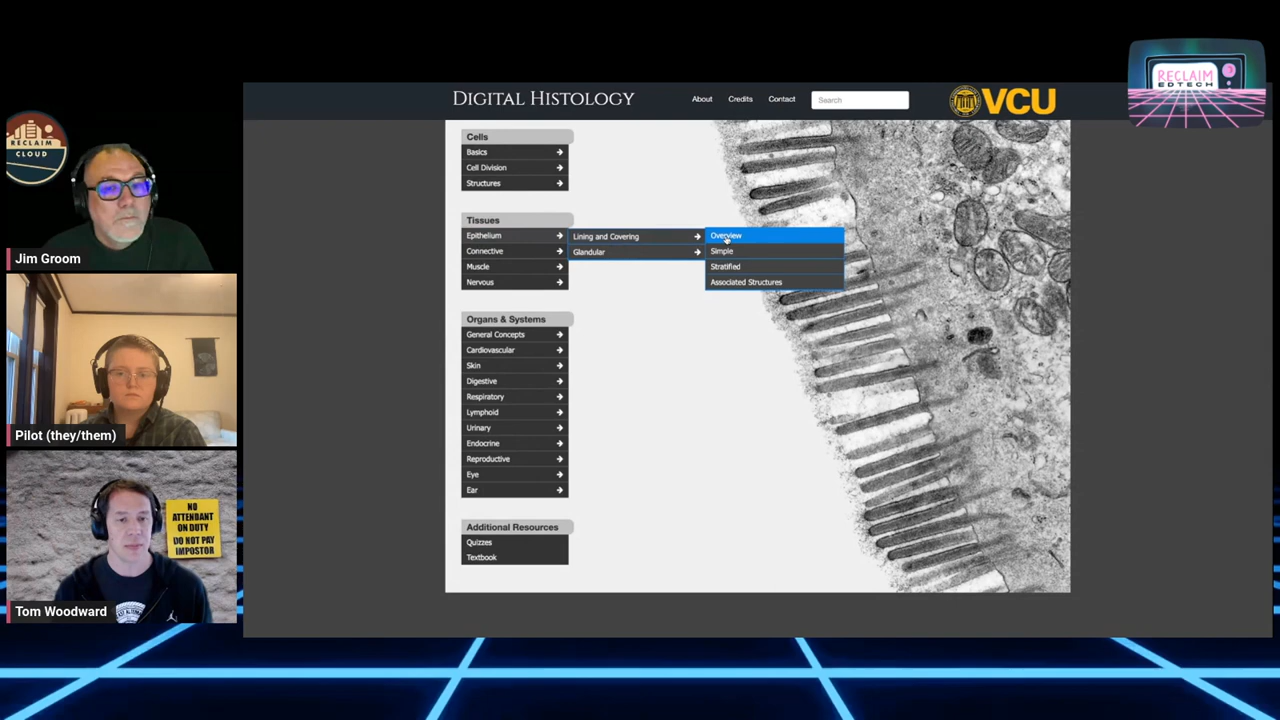 RECLAIM
CLOUD
Jim Groom
Pilot (they/them)
NO
ATTENDANT
ON DUTY
DO NOT PAY
IMPOSTOR
Tom Woodward
Digital Histology
About
Credits
Contact
Search
VCU
RECLAIM
EDTECH
Cells
Basics
Cell Division
Structures
Tissues
Epithelium
Connective
Muscle
Nervous
Lining and Covering
Glandular
Overview
Simple
Stratified
Associated Structures
Organs & Systems
General Concepts
Cardiovascular
Skin
Digestive
Respiratory
Lymphoid
Urinary
Endocrine
Reproductive
Eye
Ear
Additional Resources
Quizzes
Textbook